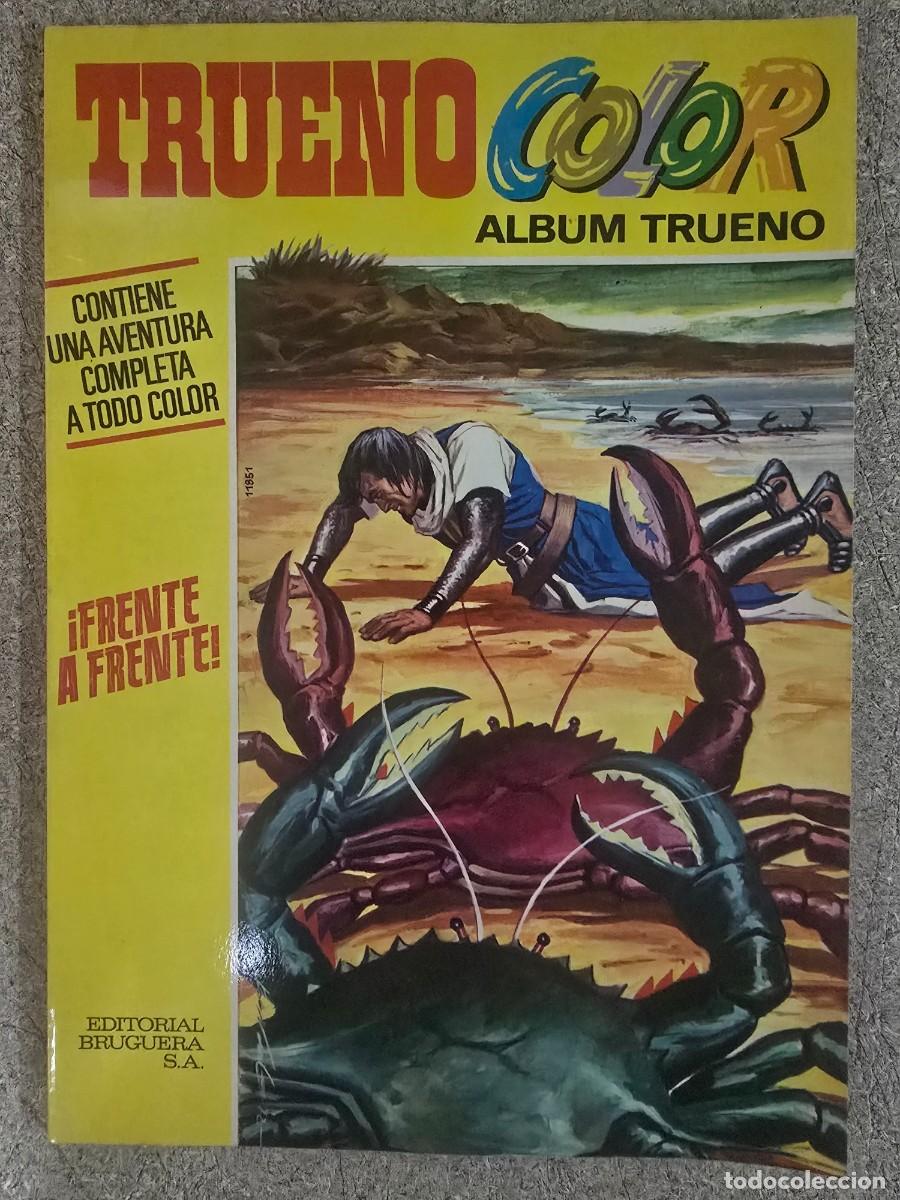 TRUENO COLOR
ALBUM TRUENO
CONTIENE
UNA AVENTURA
COMPLETA
A TODO COLOR
11851
¡FRENTE
A FRENTE!
EDITORIAL
BRUGUERA
S.A.
todocoleccion